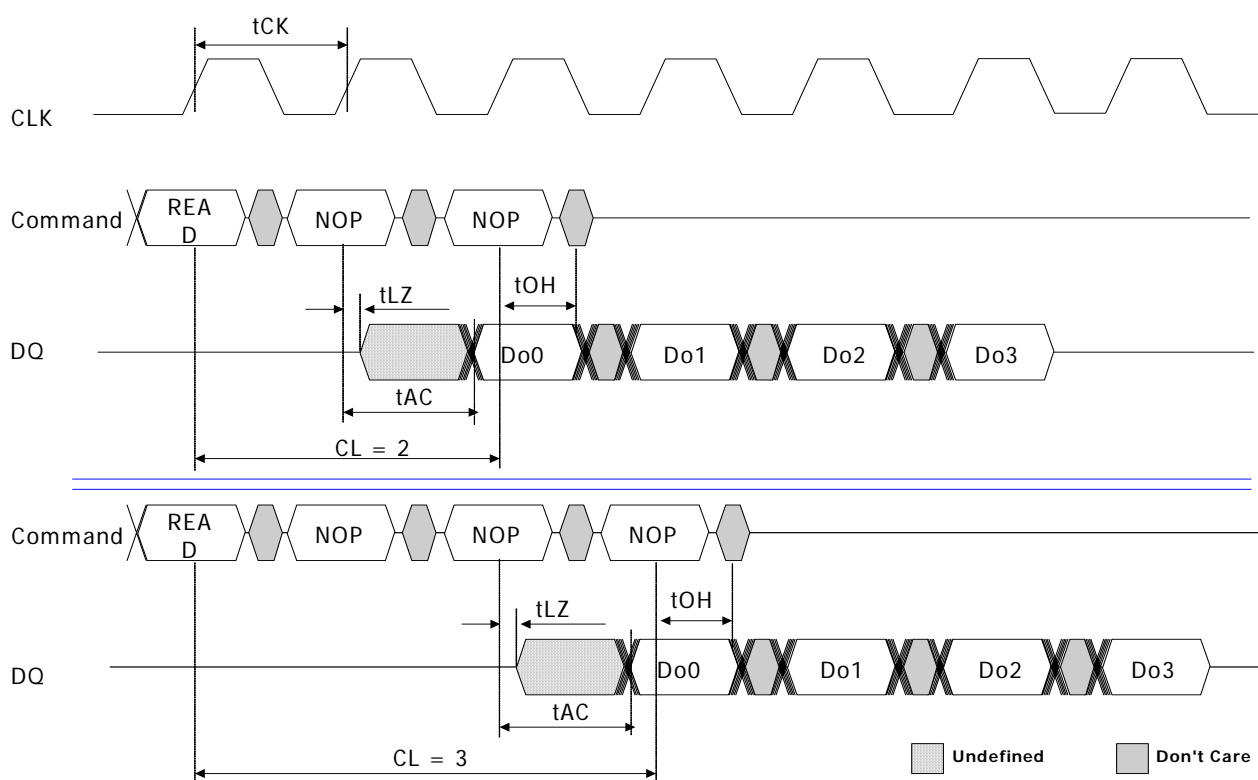 tCK
CLK
Command
REA
D
NOP
NOP
tOH
tLZ
DQ
Do0
Do1
Do2
Do3
tAC
CL = 2
Command
REA
D
NOP
NOP
NOP
tOH
tLZ
DQ
Do0
Do1
Do2
Do3
tAC
CL = 3
Undefined
Don't Care